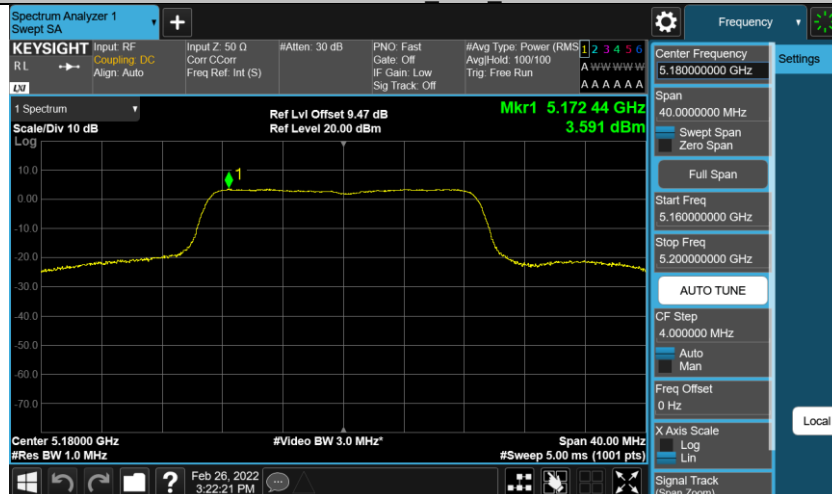 Spectrum Analyzer 1
Swept SA
Frequency
KEYSIGHT
RL
LXI
Input: RF
Coupling: DC
Align: Auto
Input Z: 50 Ω
Corr CCorr
Freq Ref: Int (S)
#Atten: 30 dB
PNO: Fast
Gate: Off
IF Gain: Low
Sig Track: Off
#Avg Type: Power (RMS
Avg|Hold: 100/100
Trig: Free Run
1 2 3 4 5 6
A W W W W W
A A A A A A
Center Frequency
5.180000000 GHz
Settings
Span
40.0000000 MHz
Swept Span
Zero Span
Full Span
Start Freq
5.160000000 GHz
Stop Freq
5.200000000 GHz
AUTO TUNE
CF Step
4.000000 MHz
Auto
Man
Freq Offset
0 Hz
X Axis Scale
Log
Lin
Local
Signal Track
(Span Zoom)
1 Spectrum
Scale/Div 10 dB
Ref Lvl Offset 9.47 dB
Ref Level 20.00 dBm
Mkr1 5.172 44 GHz
3.591 dBm
Log
1
10.0
0.00
-10.0
-20.0
-30.0
-40.0
-50.0
-60.0
-70.0
Center 5.18000 GHz
#Res BW 1.0 MHz
#Video BW 3.0 MHz*
Span 40.00 MHz
#Sweep 5.00 ms (1001 pts)
Feb 26, 2022
3:22:21 PM